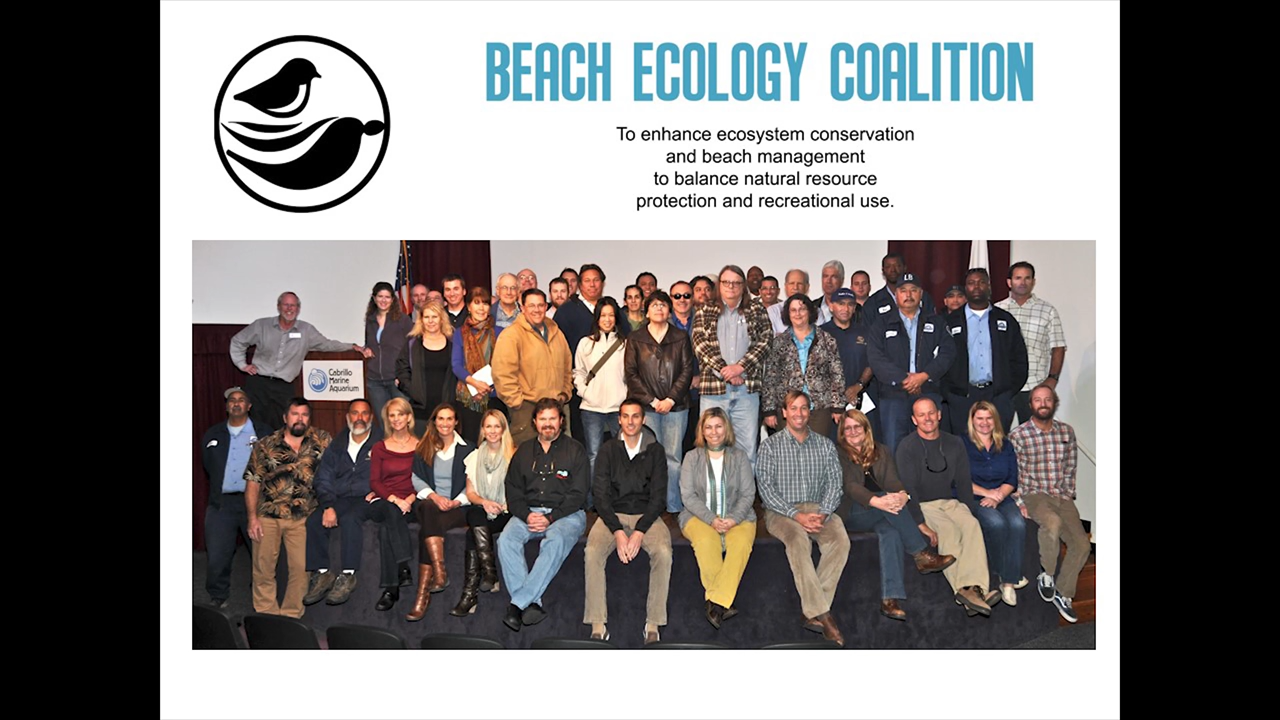 BEACH ECOLOGY COALITION
To enhance ecosystem conservation
and beach management
to balance natural resource
protection and recreational use.
Cabrillo
Marine
Aquarium
LB